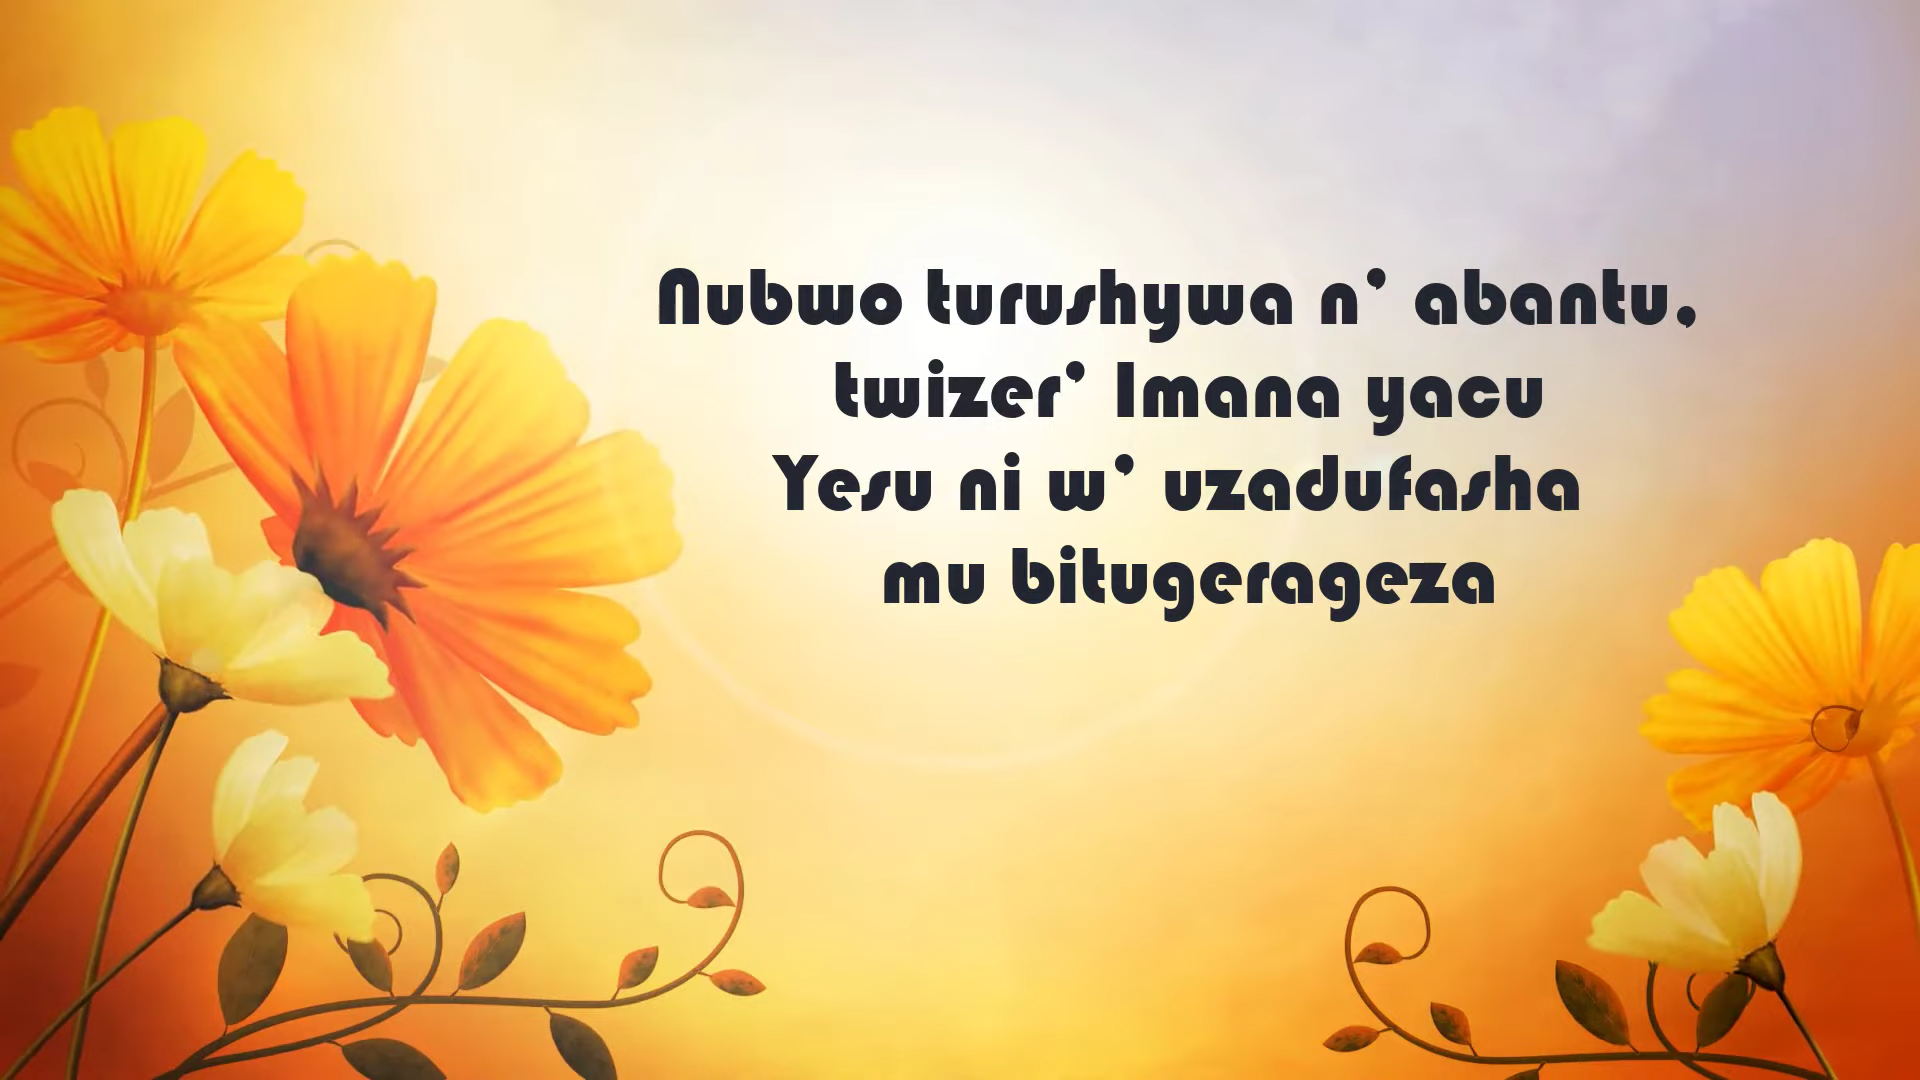 Nubwo turushywa n’ abantu,
twizer’ Imana yacu
Yesu ni w’ uzadufasha
mu bitugerageza